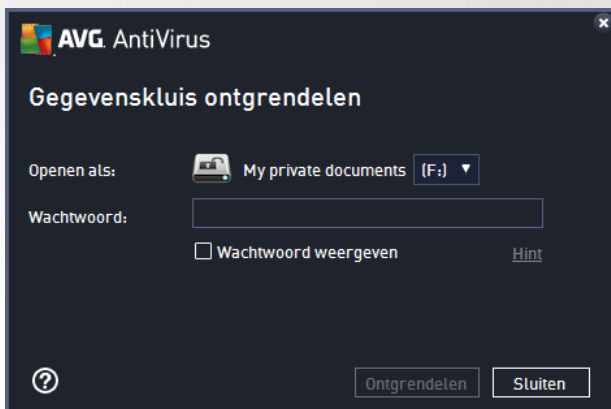 AVG. AntiVirus
Gegevenskluis ontgrendelen
Openen als: My private documents (F:)
Wachtwoord:
Wachtwoord weergeven Hint
Ontgrendelen Sluiten